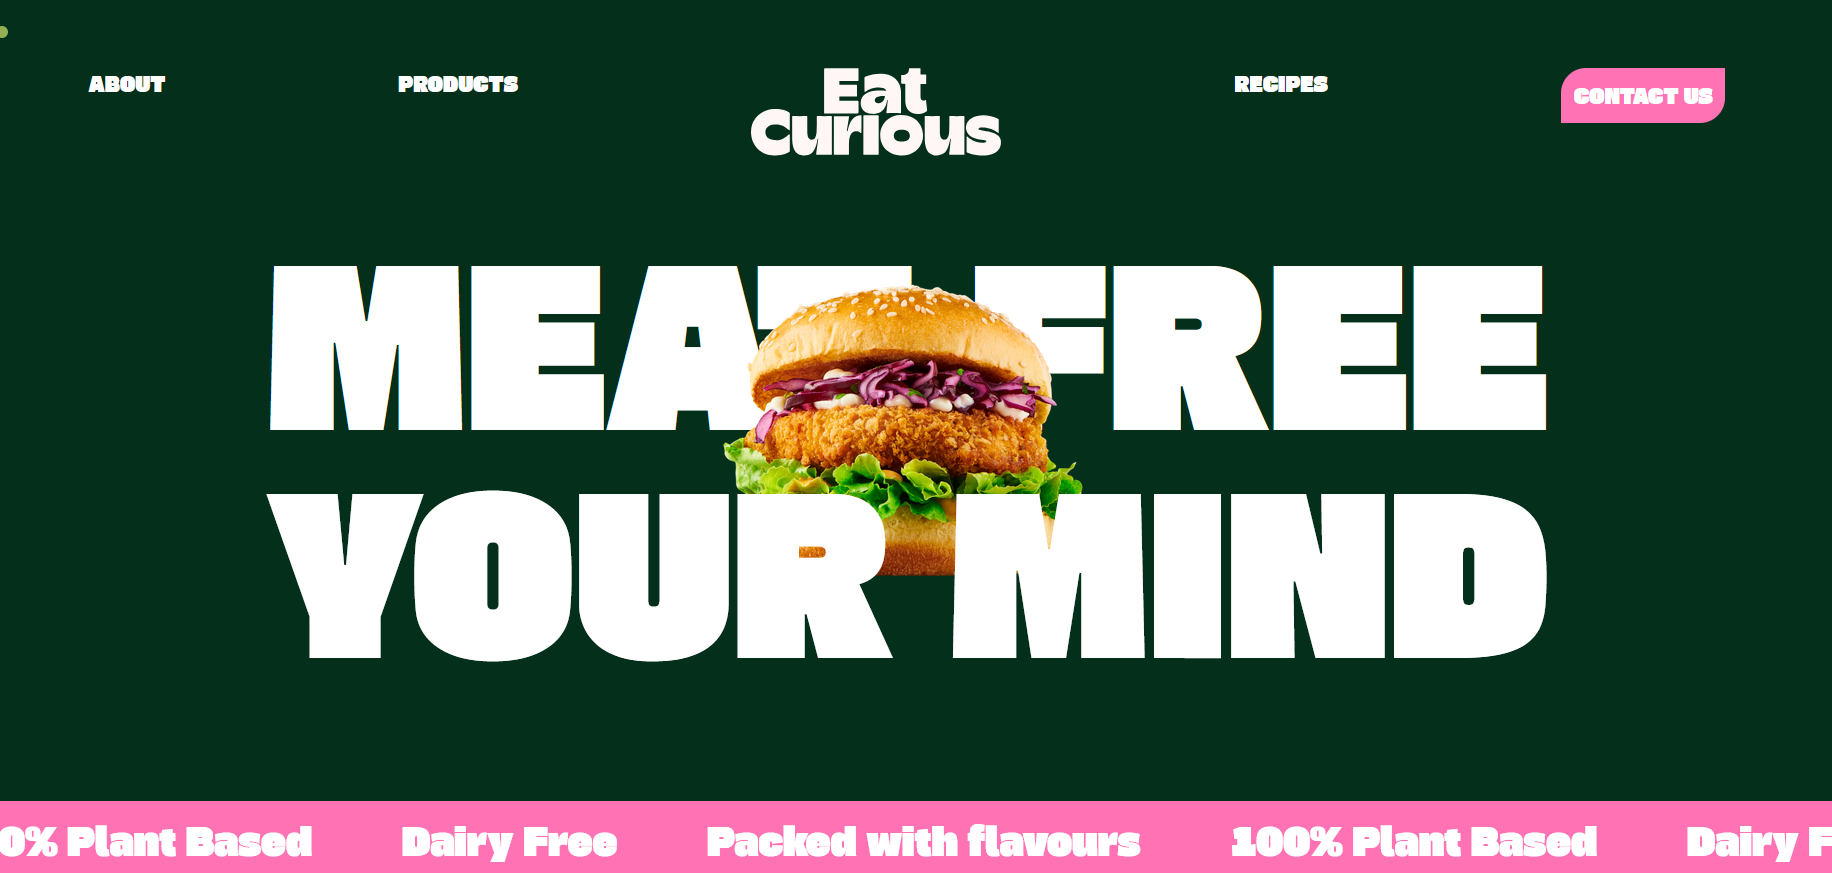 ABOUT
PRODUCTS
Eat
Curious
RECIPES
CONTACT US
MEAT FREE
YOUR MIND
0% Plant Based Dairy Free Packed with flavours 100% Plant Based Dairy F